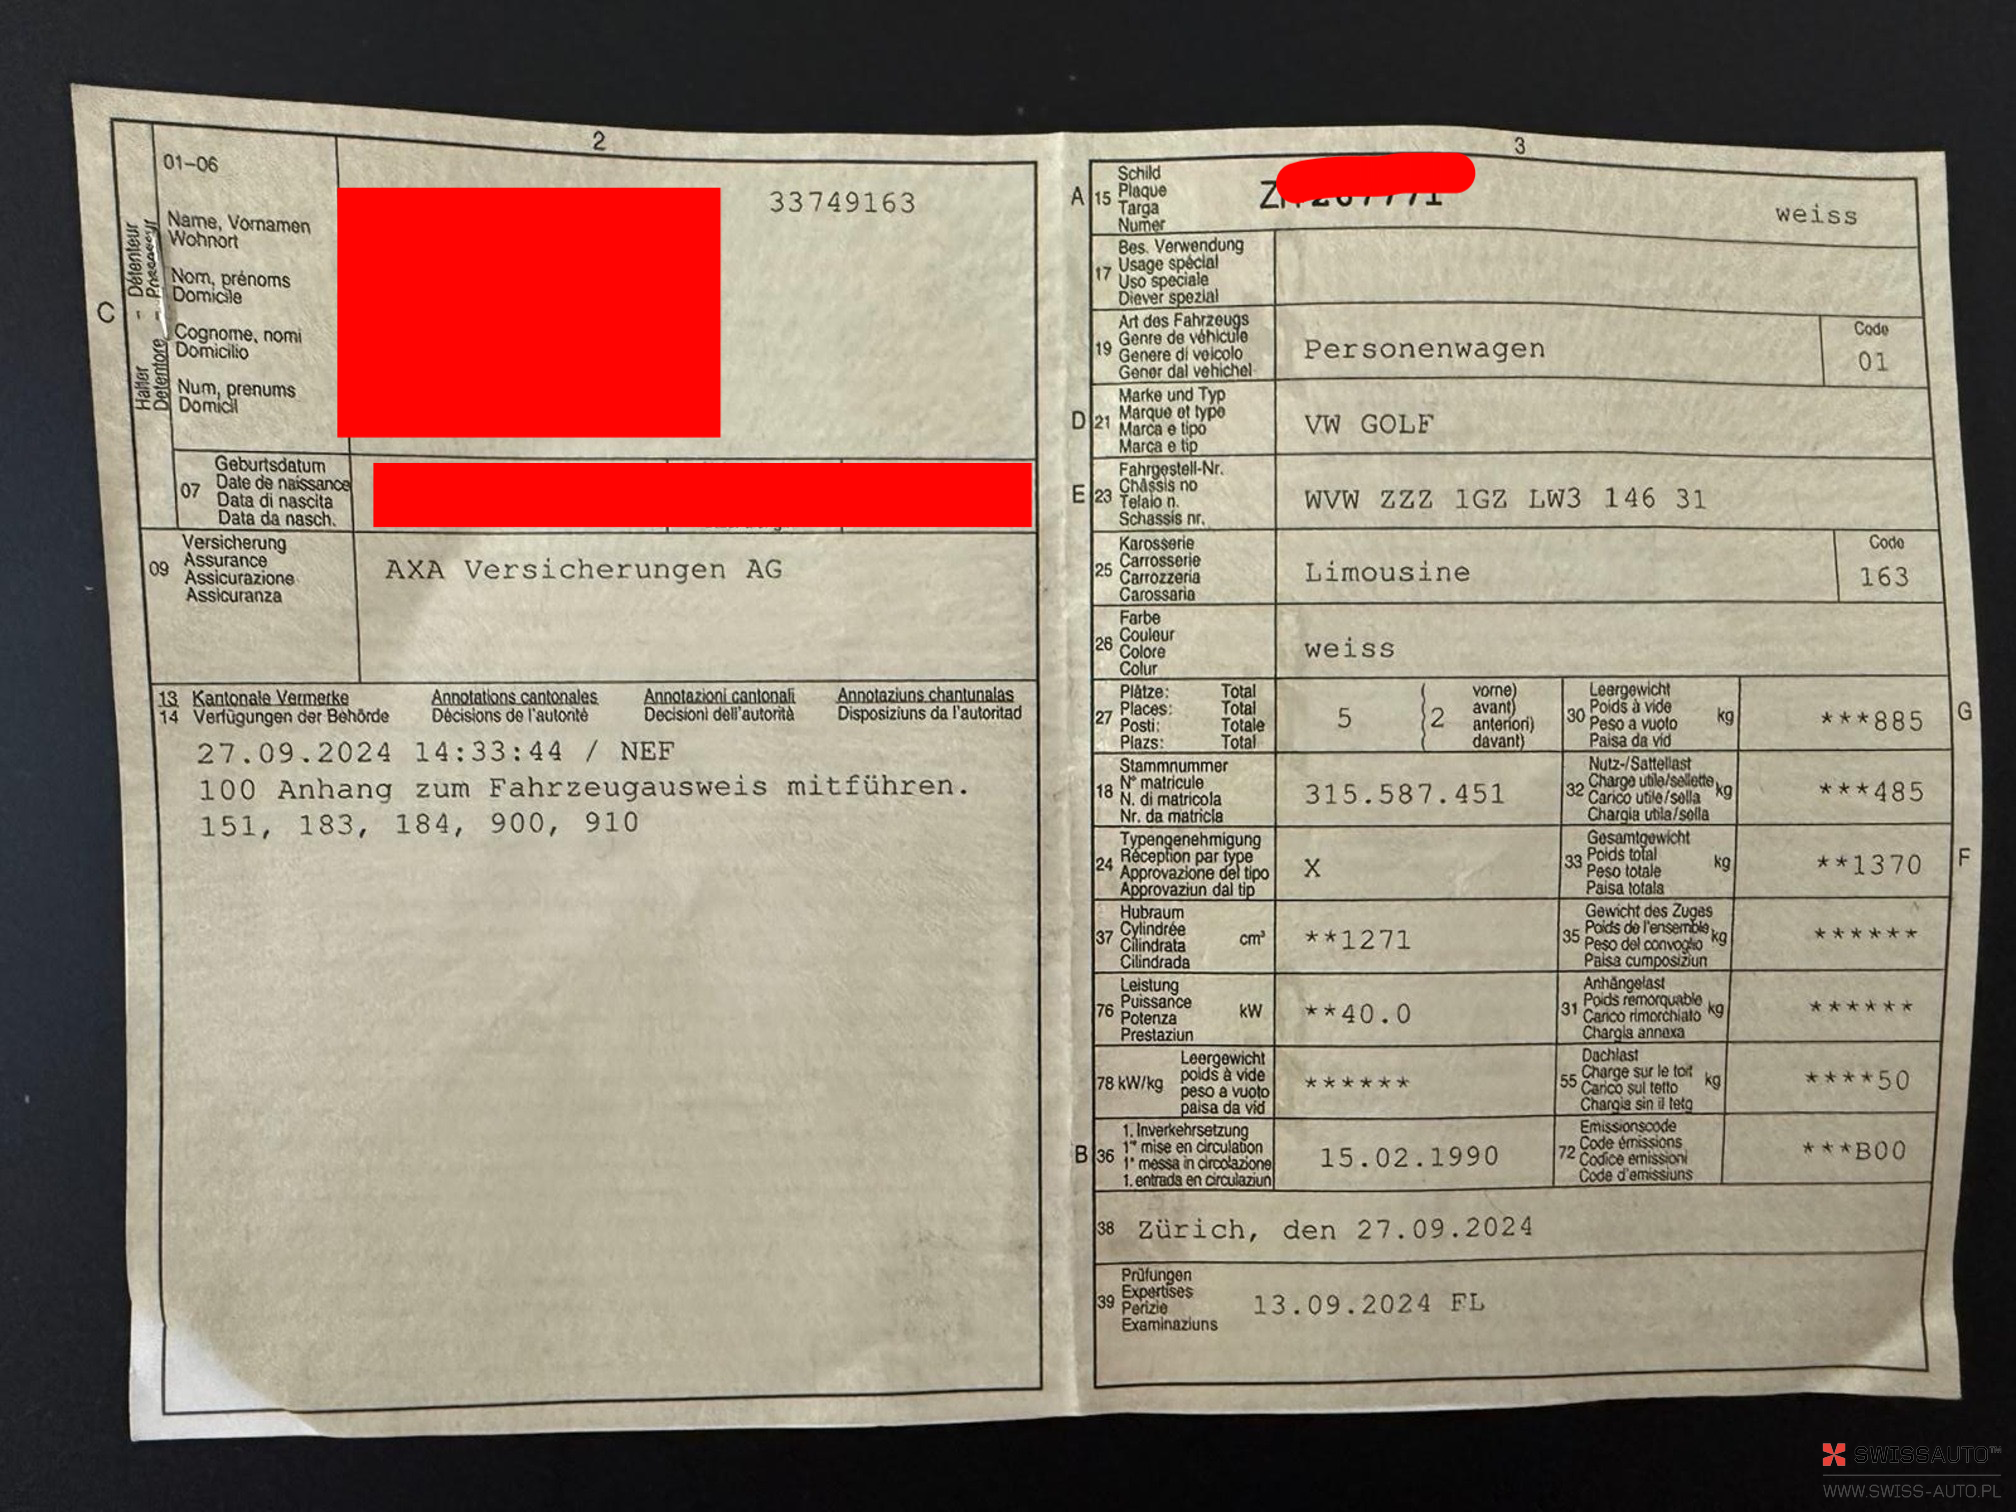 2
01-06
33749163
Name, Vornamen
Wohnort
Nom, prénoms
Domicile
Cognome, nomi
Domicilio
Num, prenums
Domicil
C
Halter - Détenteur
Detentore -
07
Geburtsdatum
Date de naissance
Data di nascita
Data da nasch.
09
Versicherung
Assurance
Assicurazione
Assicuranza
AXA Versicherungen AG
13 Kantonale Vermerke Annotations cantonales Annotazioni cantonali Annotaziuns chantunalas
14 Verfügungen der Behörde Décisions de l'autorité Decisioni dell'autorità Disposiziuns da l'autoritad
27.09.2024 14:33:44 / NEF
100 Anhang zum Fahrzeugausweis mitführen.
151, 183, 184, 900, 910
3
A 15
Schild
Plaque
Targa
Numer
weiss
17
Bes. Verwendung
Usage spécial
Uso speciale
Diever spezial
19
Art des Fahrzeugs
Genre de véhicule
Genere di veicolo
Gener dal vehichel
Personenwagen
Code
01
D 21
Marke und Typ
Marque et type
Marca e tipo
Marca e tip
VW GOLF
E 23
Fahrgestell-Nr.
Châssis no
Telaio n.
Schassis nr.
WVW ZZZ 1GZ LW3 146 31
25
Karosserie
Carrosserie
Carrozzeria
Carossaria
Limousine
Code
163
26
Farbe
Couleur
Colore
Colur
weiss
27
Plätze: Total
Places: Total
Posti: Totale
Plazs: Total
5
( 2
vorne)
avant)
anteriori)
davant)
30
Leergewicht
Poids à vide
Peso a vuoto
Paisa da vid
kg
***885
G
18
Stammnummer
N° matricule
N. di matricola
Nr. da matricla
315.587.451
32
Nutz-/Sattellast
Charge utile/sellette
Carico utile/sella
Chargia utila/sella
kg
***485
24
Typengenehmigung
Réception par type
Approvazione del tipo
Approvaziun dal tip
X
33
Gesamtgewicht
Poids total
Peso totale
Paisa totala
kg
**1370
F
37
Hubraum
Cylindrée
Cilindrata
Cilindrada
cm³
**1271
35
Gewicht des Zuges
Poids de l'ensemble
Peso del convoglio
Paisa cumposiziun
kg
******
76
Leistung
Puissance
Potenza
Prestaziun
kW
**40.0
31
Anhängelast
Poids remorquable
Carico rimorchiato
Chargia annexa
kg
******
78 kW/kg
Leergewicht
poids à vide
peso a vuoto
paisa da vid
******
55
Dachlast
Charge sur le toit
Carico sul tetto
Chargia sin il tetg
kg
****50
B 36
1. Inverkehrsetzung
1re mise en circulation
1a messa in circolazione
1. entrada en circulaziun
15.02.1990
72
Emissionscode
Code émissions
Codice emissioni
Code d'emissiuns
***B00
38 Zürich, den 27.09.2024
39
Prüfungen
Expertises
Perizie
Examinaziuns
13.09.2024 FL
SWISSAUTO™
WWW.SWISS-AUTO.PL